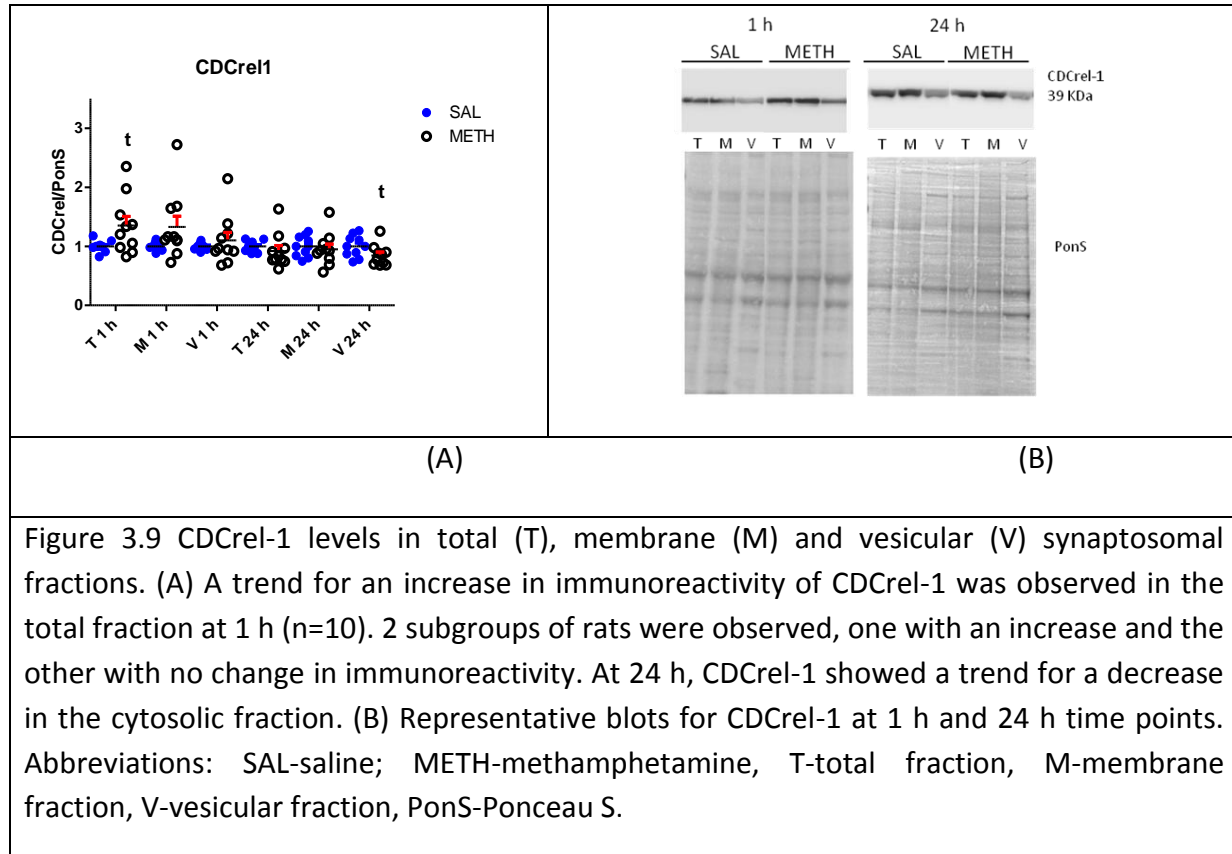 CDCrel1
CDCrel/PonS
3
2
1
0
t
t
SAL
METH
T 1 h
M 1 h
V 1 h
T 24 h
M 24 h
V 24 h
1 h
24 h
SAL
METH
SAL
METH
CDCrel-1
39 KDa
T M V T M V
T M V T M V
PonS
(A)
(B)
Figure 3.9 CDCrel-1 levels in total (T), membrane (M) and vesicular (V) synaptosomal
fractions. (A) A trend for an increase in immunoreactivity of CDCrel-1 was observed in the
total fraction at 1 h (n=10). 2 subgroups of rats were observed, one with an increase and the
other with no change in immunoreactivity. At 24 h, CDCrel-1 showed a trend for a decrease
in the cytosolic fraction. (B) Representative blots for CDCrel-1 at 1 h and 24 h time points.
Abbreviations: SAL-saline; METH-methamphetamine, T-total fraction, M-membrane
fraction, V-vesicular fraction, PonS-Ponceau S.